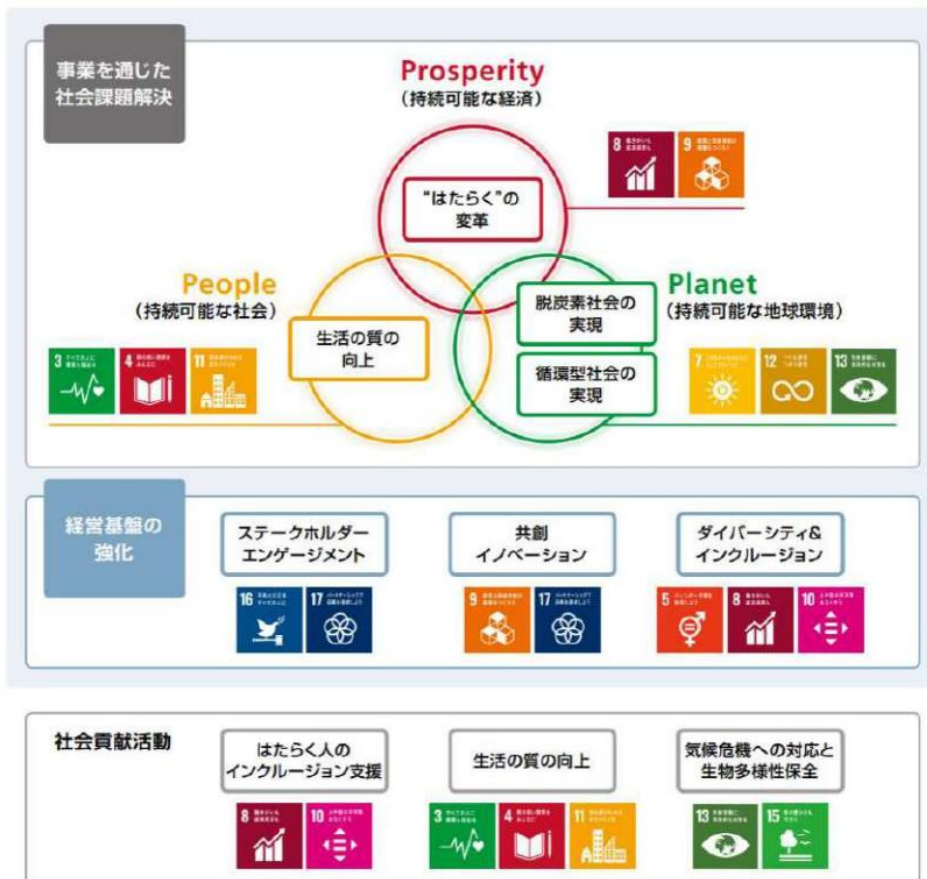 事業を通じた
社会課題解決
Prosperity
(持続可能な経済)
8
9
“はたらく”の
変革
People
(持続可能な社会)
Planet
(持続可能な地球環境)
脱炭素社会の
実現
生活の質の
向上
循環型社会の
実現
3
4
11
7
12
13
経営基盤の
強化
ステークホルダー
エンゲージメント
共創
イノベーション
ダイバーシティ&
インクルージョン
16
17
9
17
5
8
10
社会貢献活動
はたらく人の
インクルージョン支援
生活の質の向上
気候危機への対応と
生物多様性保全
8
10
3
4
11
13
15